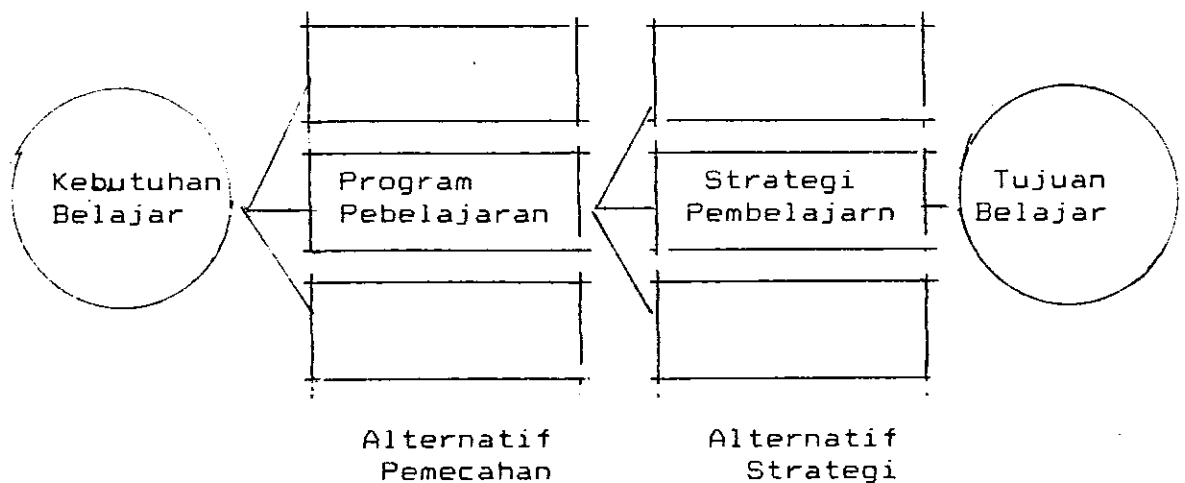 Kebutuhan
Belajar
Program
Pebelajaran
Strategi
Pembelajarn
Tujuan
Belajar
Alternatif
Pemecahan
Alternatif
Strategi